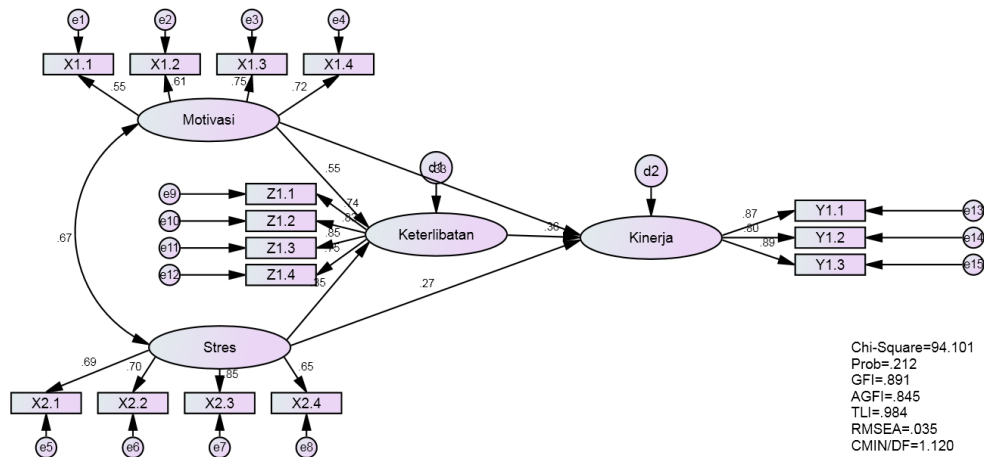 e1
e2
e3
e4
X1.1
X1.2
X1.3
X1.4
.55
.61
.75
.72
Motivasi
.55
d1
.33
d2
.67
e9
Z1.1
.74
e10
Z1.2
e11
Z1.3
.85
e12
Z1.4
.75
Keterlibatan
.36
Kinerja
.87
Y1.1
e13
.80
Y1.2
e14
.89
Y1.3
e15
.35
.27
Stres
.69
.70
.85
.65
X2.1
X2.2
X2.3
X2.4
e5
e6
e7
e8
Chi-Square=94.101
Prob=.212
GFI=.891
AGFI=.845
TLI=.984
RMSEA=.035
CMIN/DF=1.120